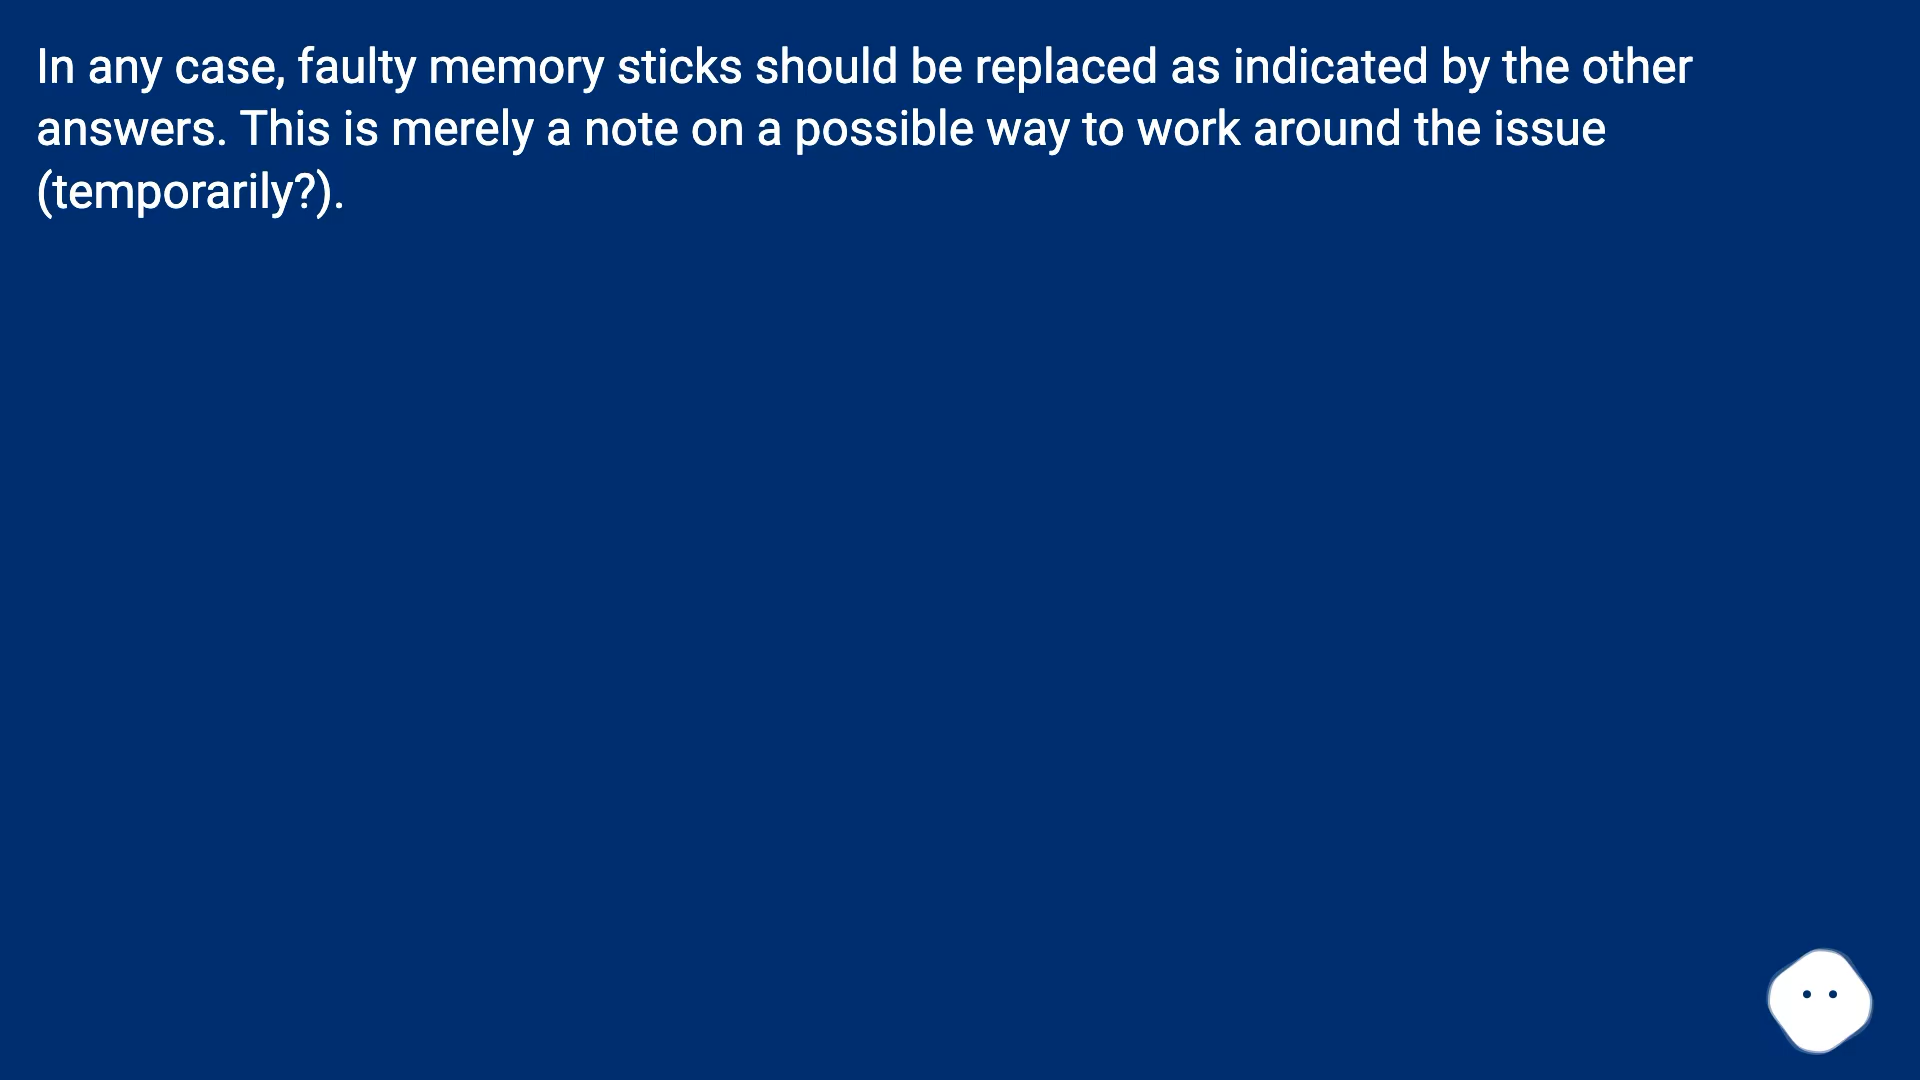 In any case, faulty memory sticks should be replaced as indicated by the other
answers. This is merely a note on a possible way to work around the issue
(temporarily?).